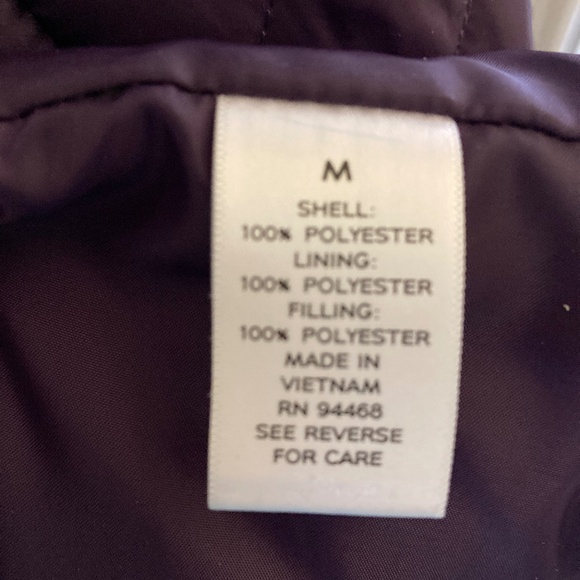 M
SHELL:
100% POLYESTER
LINING:
100% POLYESTER
FILLING:
100% POLYESTER
MADE IN
VIETNAM
RN 94468
SEE REVERSE
FOR CARE